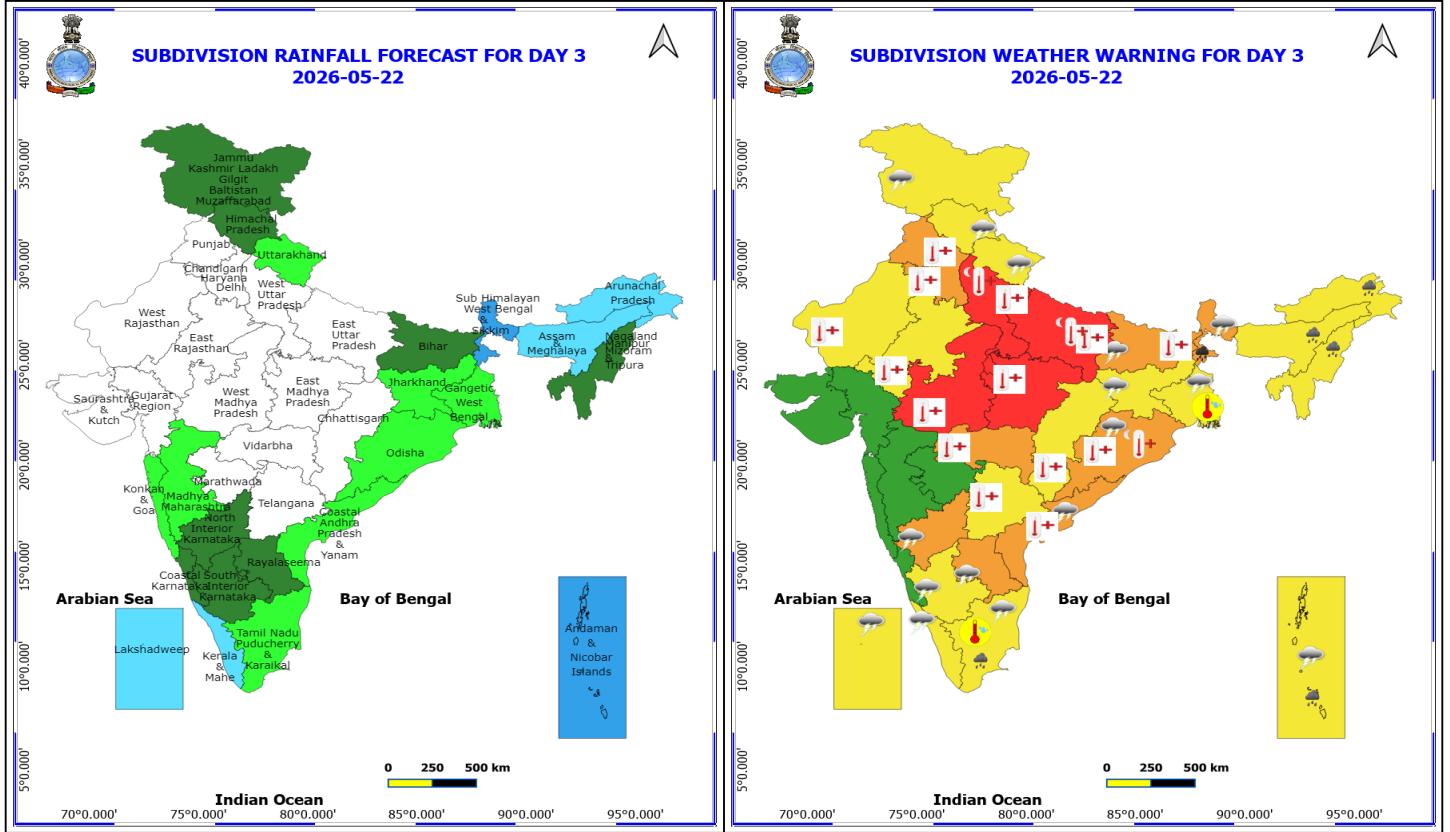 SUBDIVISION RAINFALL FORECAST FOR DAY 3
2026-05-22
40°0.000'
35°0.000'
30°0.000'
25°0.000'
20°0.000'
15°0.000'
10°0.000'
5°0.000'
Jammu
Kashmir Ladakh
Gilgit
Baltistan
Muzaffarabad
Himachal
Pradesh
Punjab
Uttarakhand
Chandigarh
Haryana
Delhi
West
Uttar
Pradesh
West
Rajasthan
East
Rajasthan
East
Uttar
Pradesh
Sub Himalayan
West Bengal
&
Sikkim
Arunachal
Pradesh
Assam
&
Meghalaya
Nagaland
Manipur
Mizoram
&
Tripura
Bihar
Jharkhand
Gangetic
West
Bengal
Saurashtra
&
Kutch
Gujarat
Region
West
Madhya
Pradesh
East
Madhya
Pradesh
Chhattisgarh
Vidarbha
Odisha
Konkan
&
Goa
Madhya
Maharashtra
Marathwada
Telangana
North
Interior
Karnataka
Coastal
Andhra
Pradesh
&
Yanam
Rayalaseema
Coastal
Karnataka
South
Interior
Karnataka
Arabian Sea
Bay of Bengal
Lakshadweep
Kerala
&
Mahe
Tamil Nadu
Puducherry
&
Karaikal
Andaman
&
Nicobar
Islands
0 250 500 km
Indian Ocean
70°0.000' 75°0.000' 80°0.000' 85°0.000' 90°0.000' 95°0.000'
SUBDIVISION WEATHER WARNING FOR DAY 3
2026-05-22
40°0.000'
35°0.000'
30°0.000'
25°0.000'
20°0.000'
15°0.000'
10°0.000'
5°0.000'
Arabian Sea
Bay of Bengal
0 250 500 km
Indian Ocean
70°0.000' 75°0.000' 80°0.000' 85°0.000' 90°0.000' 95°0.000'